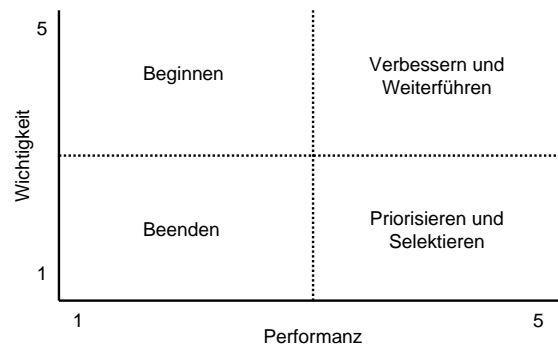 5
Beginnen
Verbessern und
Weiterführen
Wichtigkeit
Beenden
Priorisieren und
Selektieren
1
1
5
Performanz